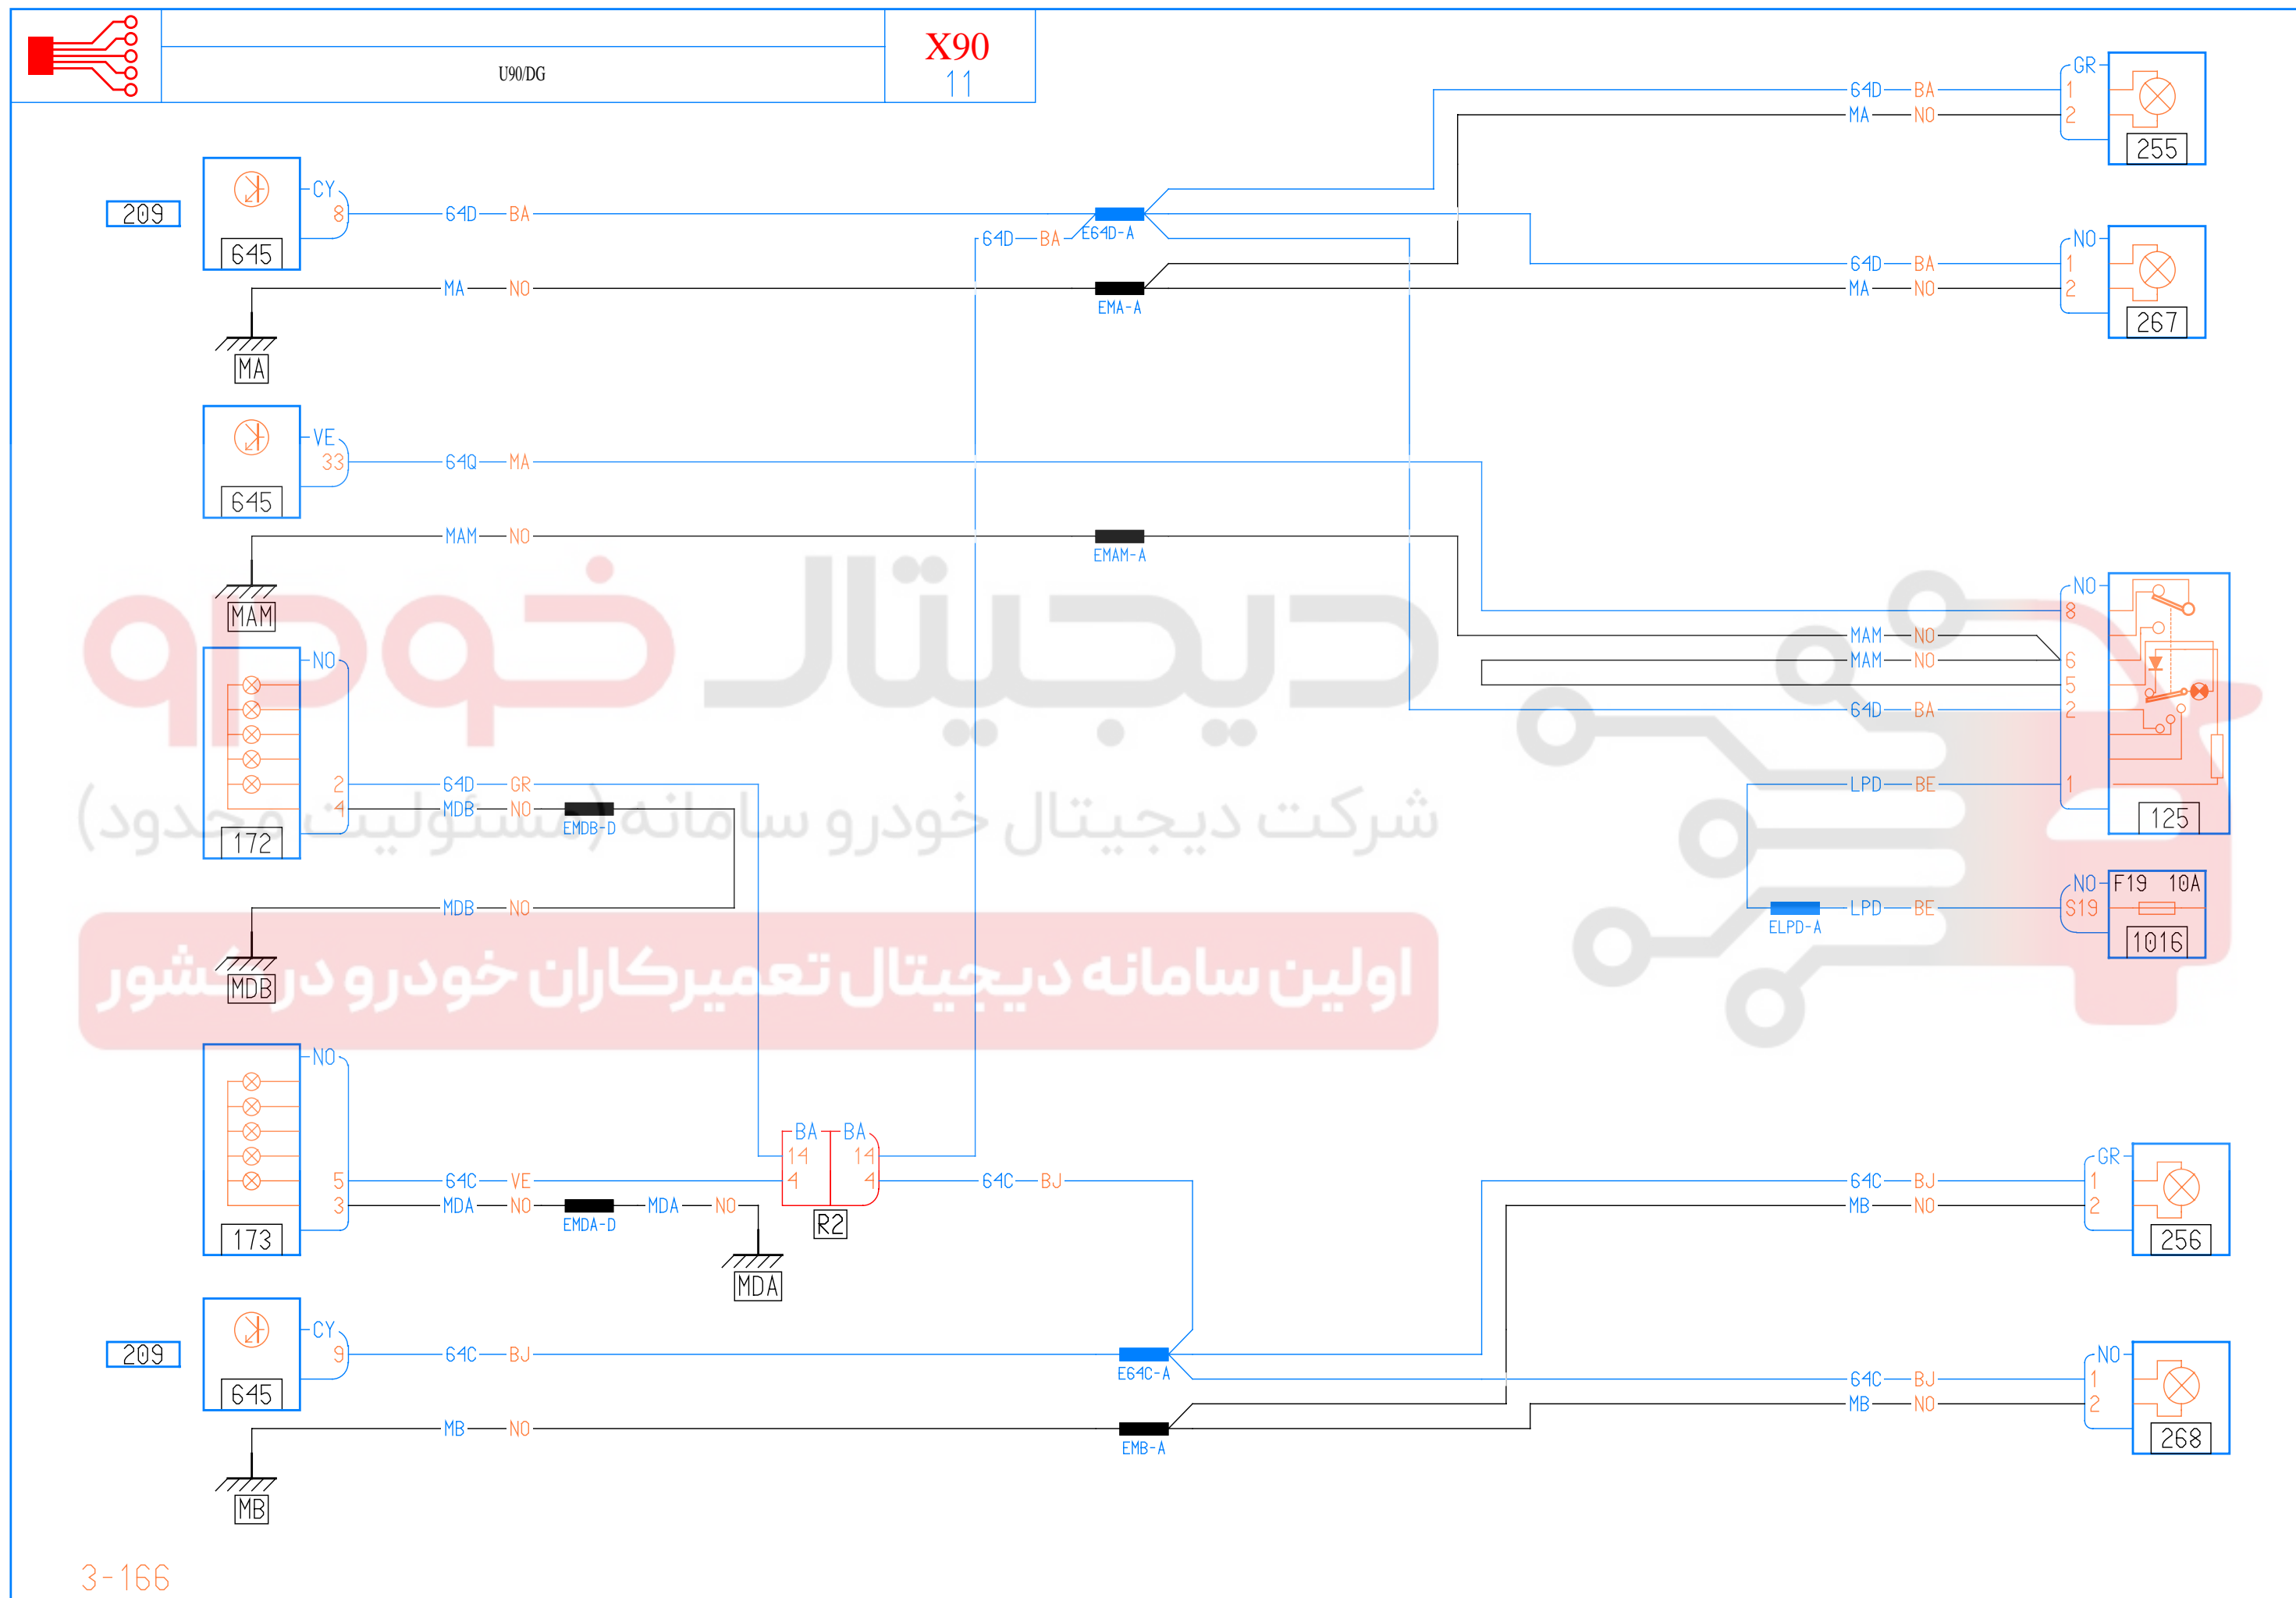 U90/DG
X90
11
GR
64D BA 1
MA NO 2
255
CY
209
8 64D BA
E64D-A
64D BA
645
NO
64D BA 1
MA NO 2
267
MA NO
EMA-A
MA
VE
33 64Q MA
645
MAM NO
EMAM-A
MAM
NO
8
MAM NO
MAM NO 6
5
64D BA 2
LPD BE 1
125
NO
2 64D GR
4 MDB NO
EMDB-D
172
دیجیتال خودرو
شرکت دیجیتال خودرو سامانه (مسئولیت محدود)
NO F19 10A
LPD BE S19
ELPD-A
1016
MDB NO
MDB
اولین سامانه دیجیتال تعمیرکاران خودرو در کشور
NO
BA BA
14 14
5 64C VE 4 4 64C BJ
3 MDA NO MDA NO
EMDA-D
R2
173
MDA
GR
64C BJ 1
MB NO 2
256
CY
209
9 64C BJ
E64C-A
645
NO
64C BJ 1
MB NO 2
268
MB NO
EMB-A
MB
3-166